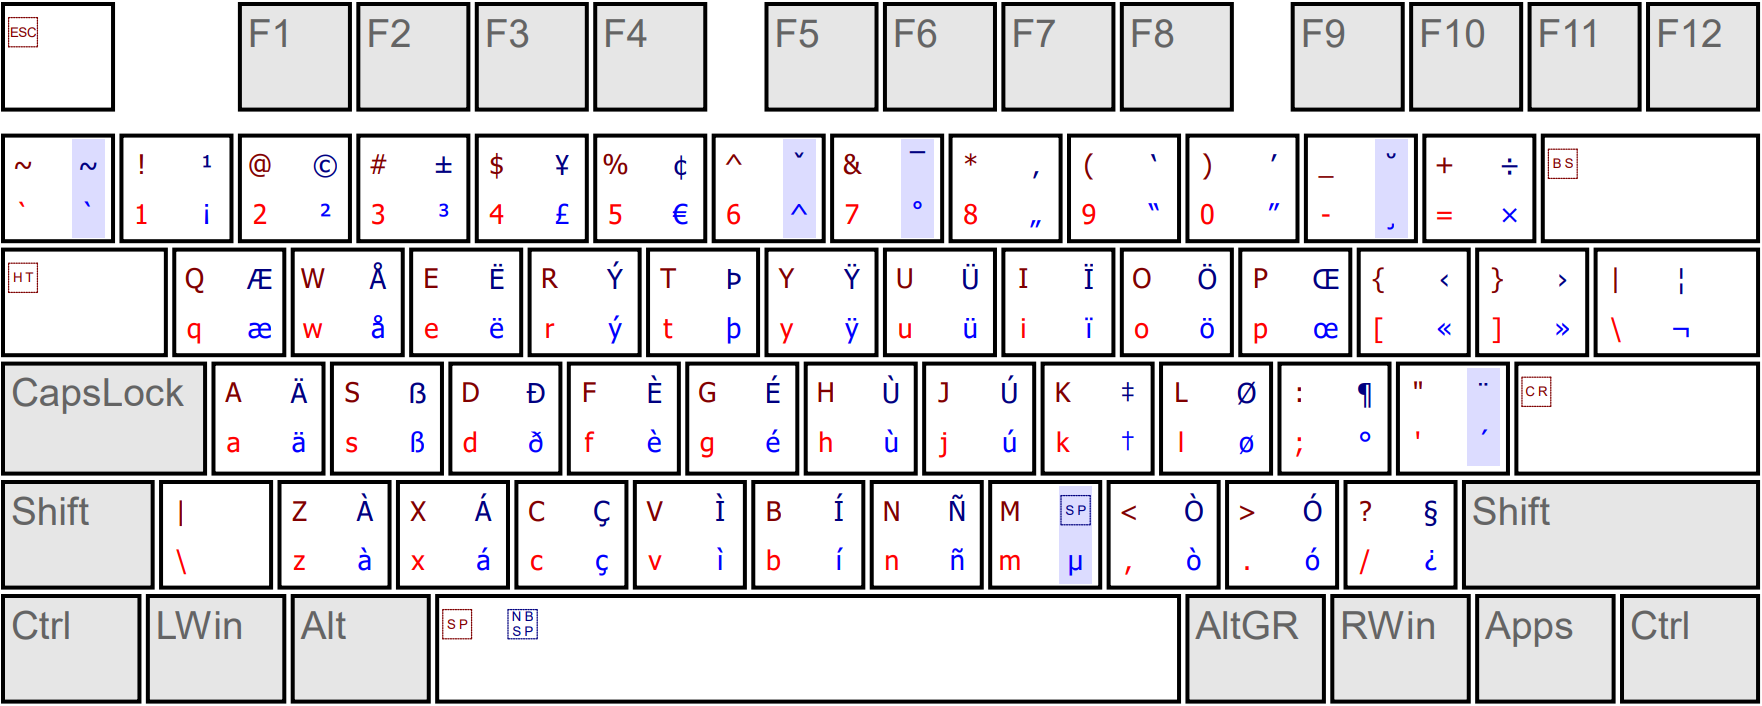 ESC F1 F2 F3 F4 F5 F6 F7 F8 F9 F10 F11 F12
~ ~ ! ¹ @ © # ± $ ¥ % ¢ ^ ˇ & ¯ * ‚ ( ‘ ) ’ _ ˘ + ÷ BS
` ` 1 ¡ 2 ² 3 ³ 4 £ 5 € 6 ^ 7 ° 8 „ 9 “ 0 ” - ¸ = ×
HT Q Æ W Å E Ë R Ý T Þ Y Ÿ U Ü I Ï O Ö P Œ { ‹ } › | ¦
q æ w å e ë r ý t þ y ÿ u ü i ï o ö p œ [ « ] » \ ¬
CapsLock A Ä S ẞ D Đ F È G É H Ù J Ú K ‡ L Ø : ¶ " ¨ CR
a ä s ß d ð f è g é h ù j ú k † l ø ; ° ' ´
Shift | Z À X Á C Ç V Ì B Í N Ñ M SP < Ò > Ó ? § Shift
\ z à x á c ç v ì b í n ñ m µ , ò . ó / ¿
Ctrl LWin Alt SP NB SP AltGR RWin Apps Ctrl